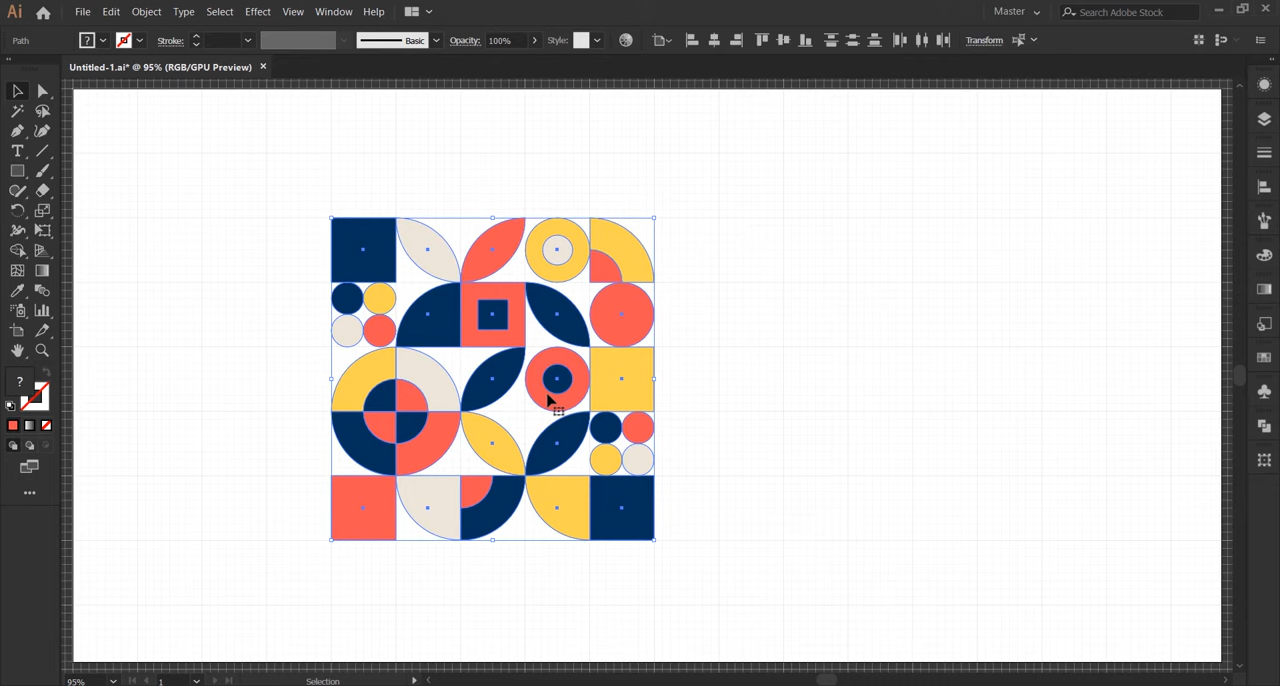 Ai File Edit Object Type Select Effect View Window Help Master Search Adobe Stock
Path ? Stroke: Basic Opacity: 100% Style: Transform
Untitled-1.ai* @ 95% (RGB/GPU Preview) ×
T
?
95% 1 Selection